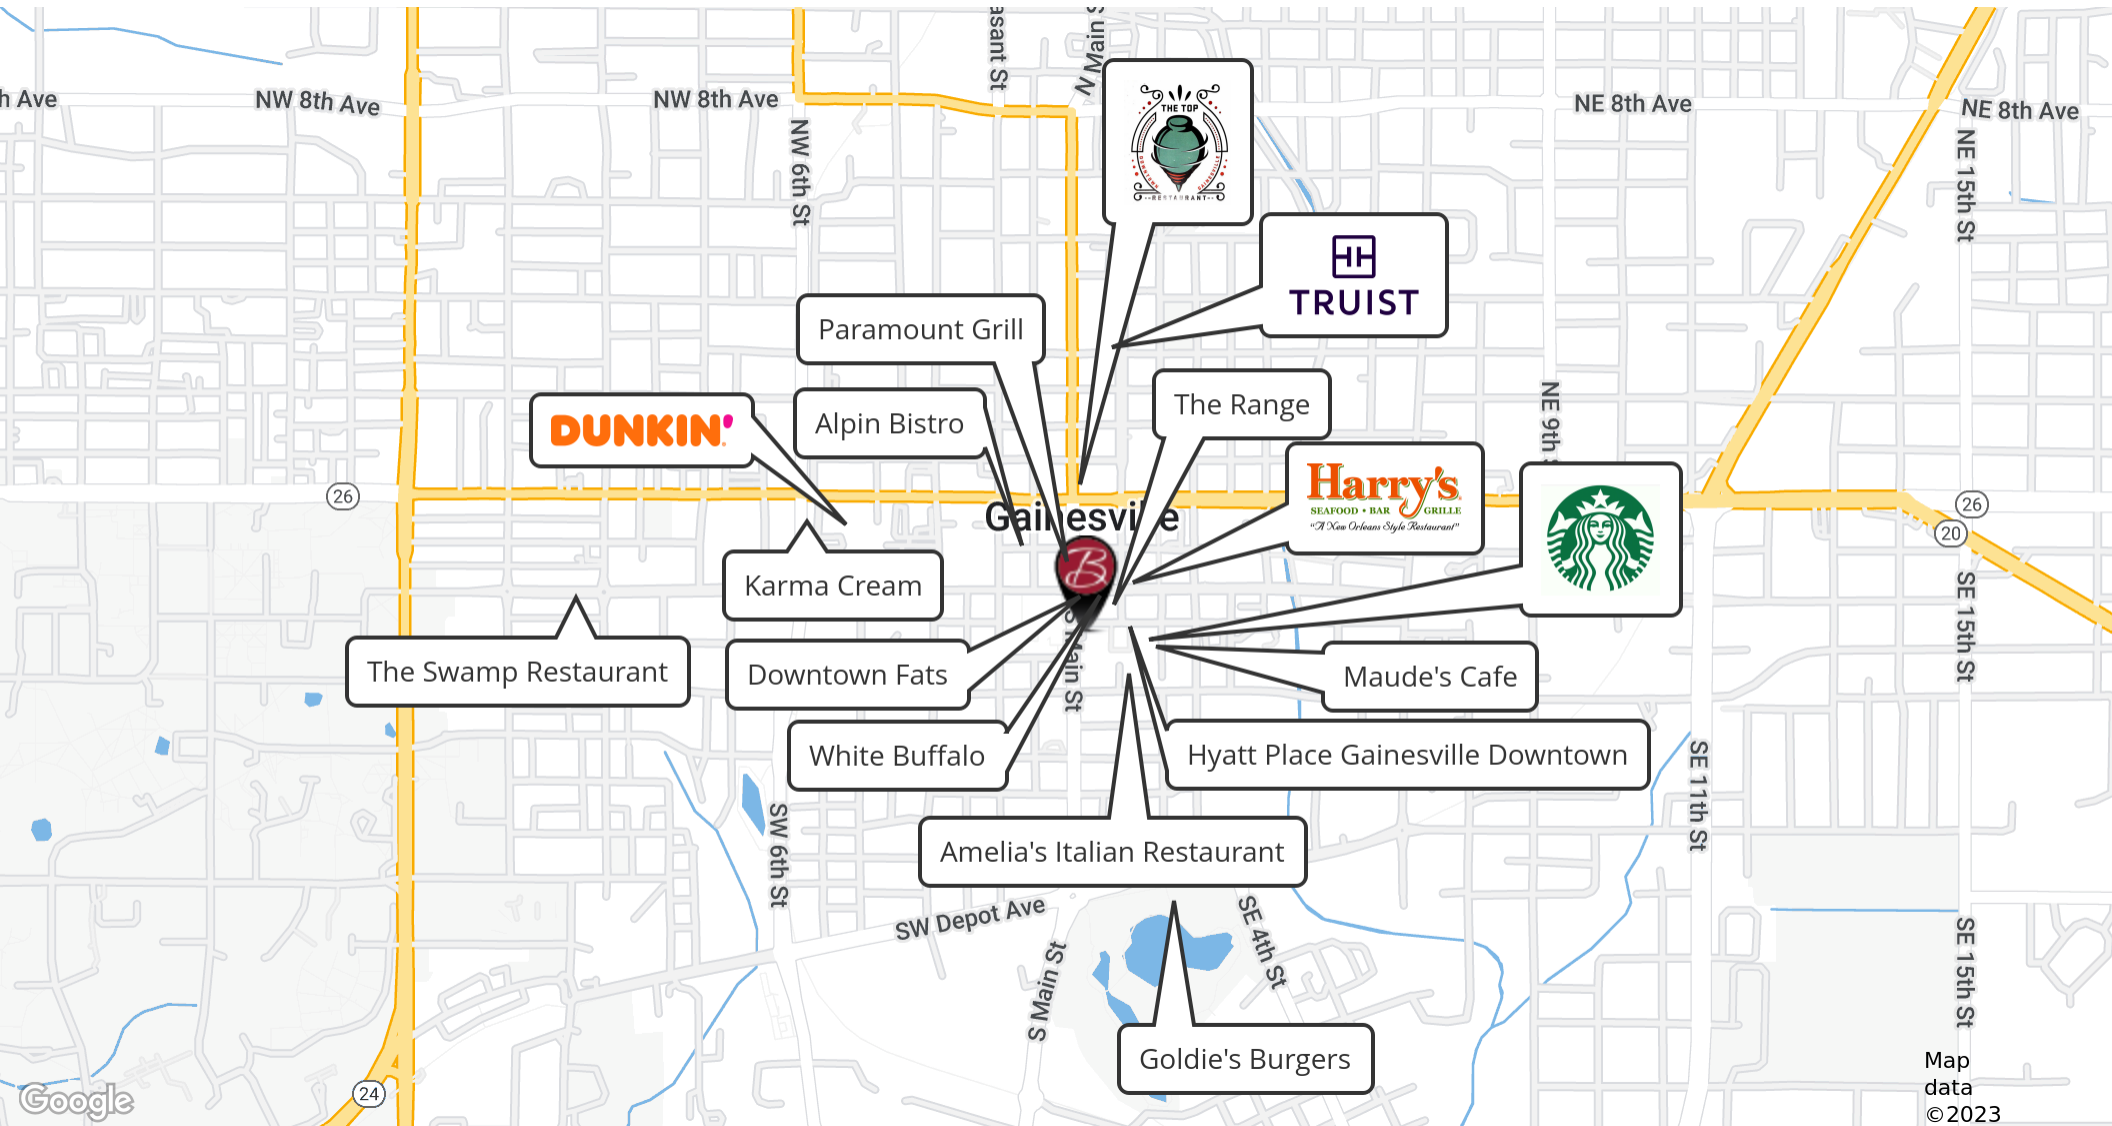 asant St
N Main S
h Ave
NW 8th Ave
NW 8th Ave
NE 8th Ave
NE 8th Ave
THE TOP
DOWNTOWN
GAINESVILLE
RESTAURANT
NW 6th St
NE 15th St
TRUIST
Paramount Grill
The Range
Alpin Bistro
DUNKIN'
NE 9th S
Harry's
SEAFOOD • BAR GRILLE
"A New Orleans Style Restaurant"
26
26
20
Gainesville
B
Karma Cream
The Swamp Restaurant
Downtown Fats
S Main St
Maude's Cafe
SE 15th St
White Buffalo
Hyatt Place Gainesville Downtown
SE 11th St
SW 6th St
Amelia's Italian Restaurant
SW Depot Ave
SE 4th St
S Main St
SE 15th St
Goldie's Burgers
24
Google
Map
data
©2023